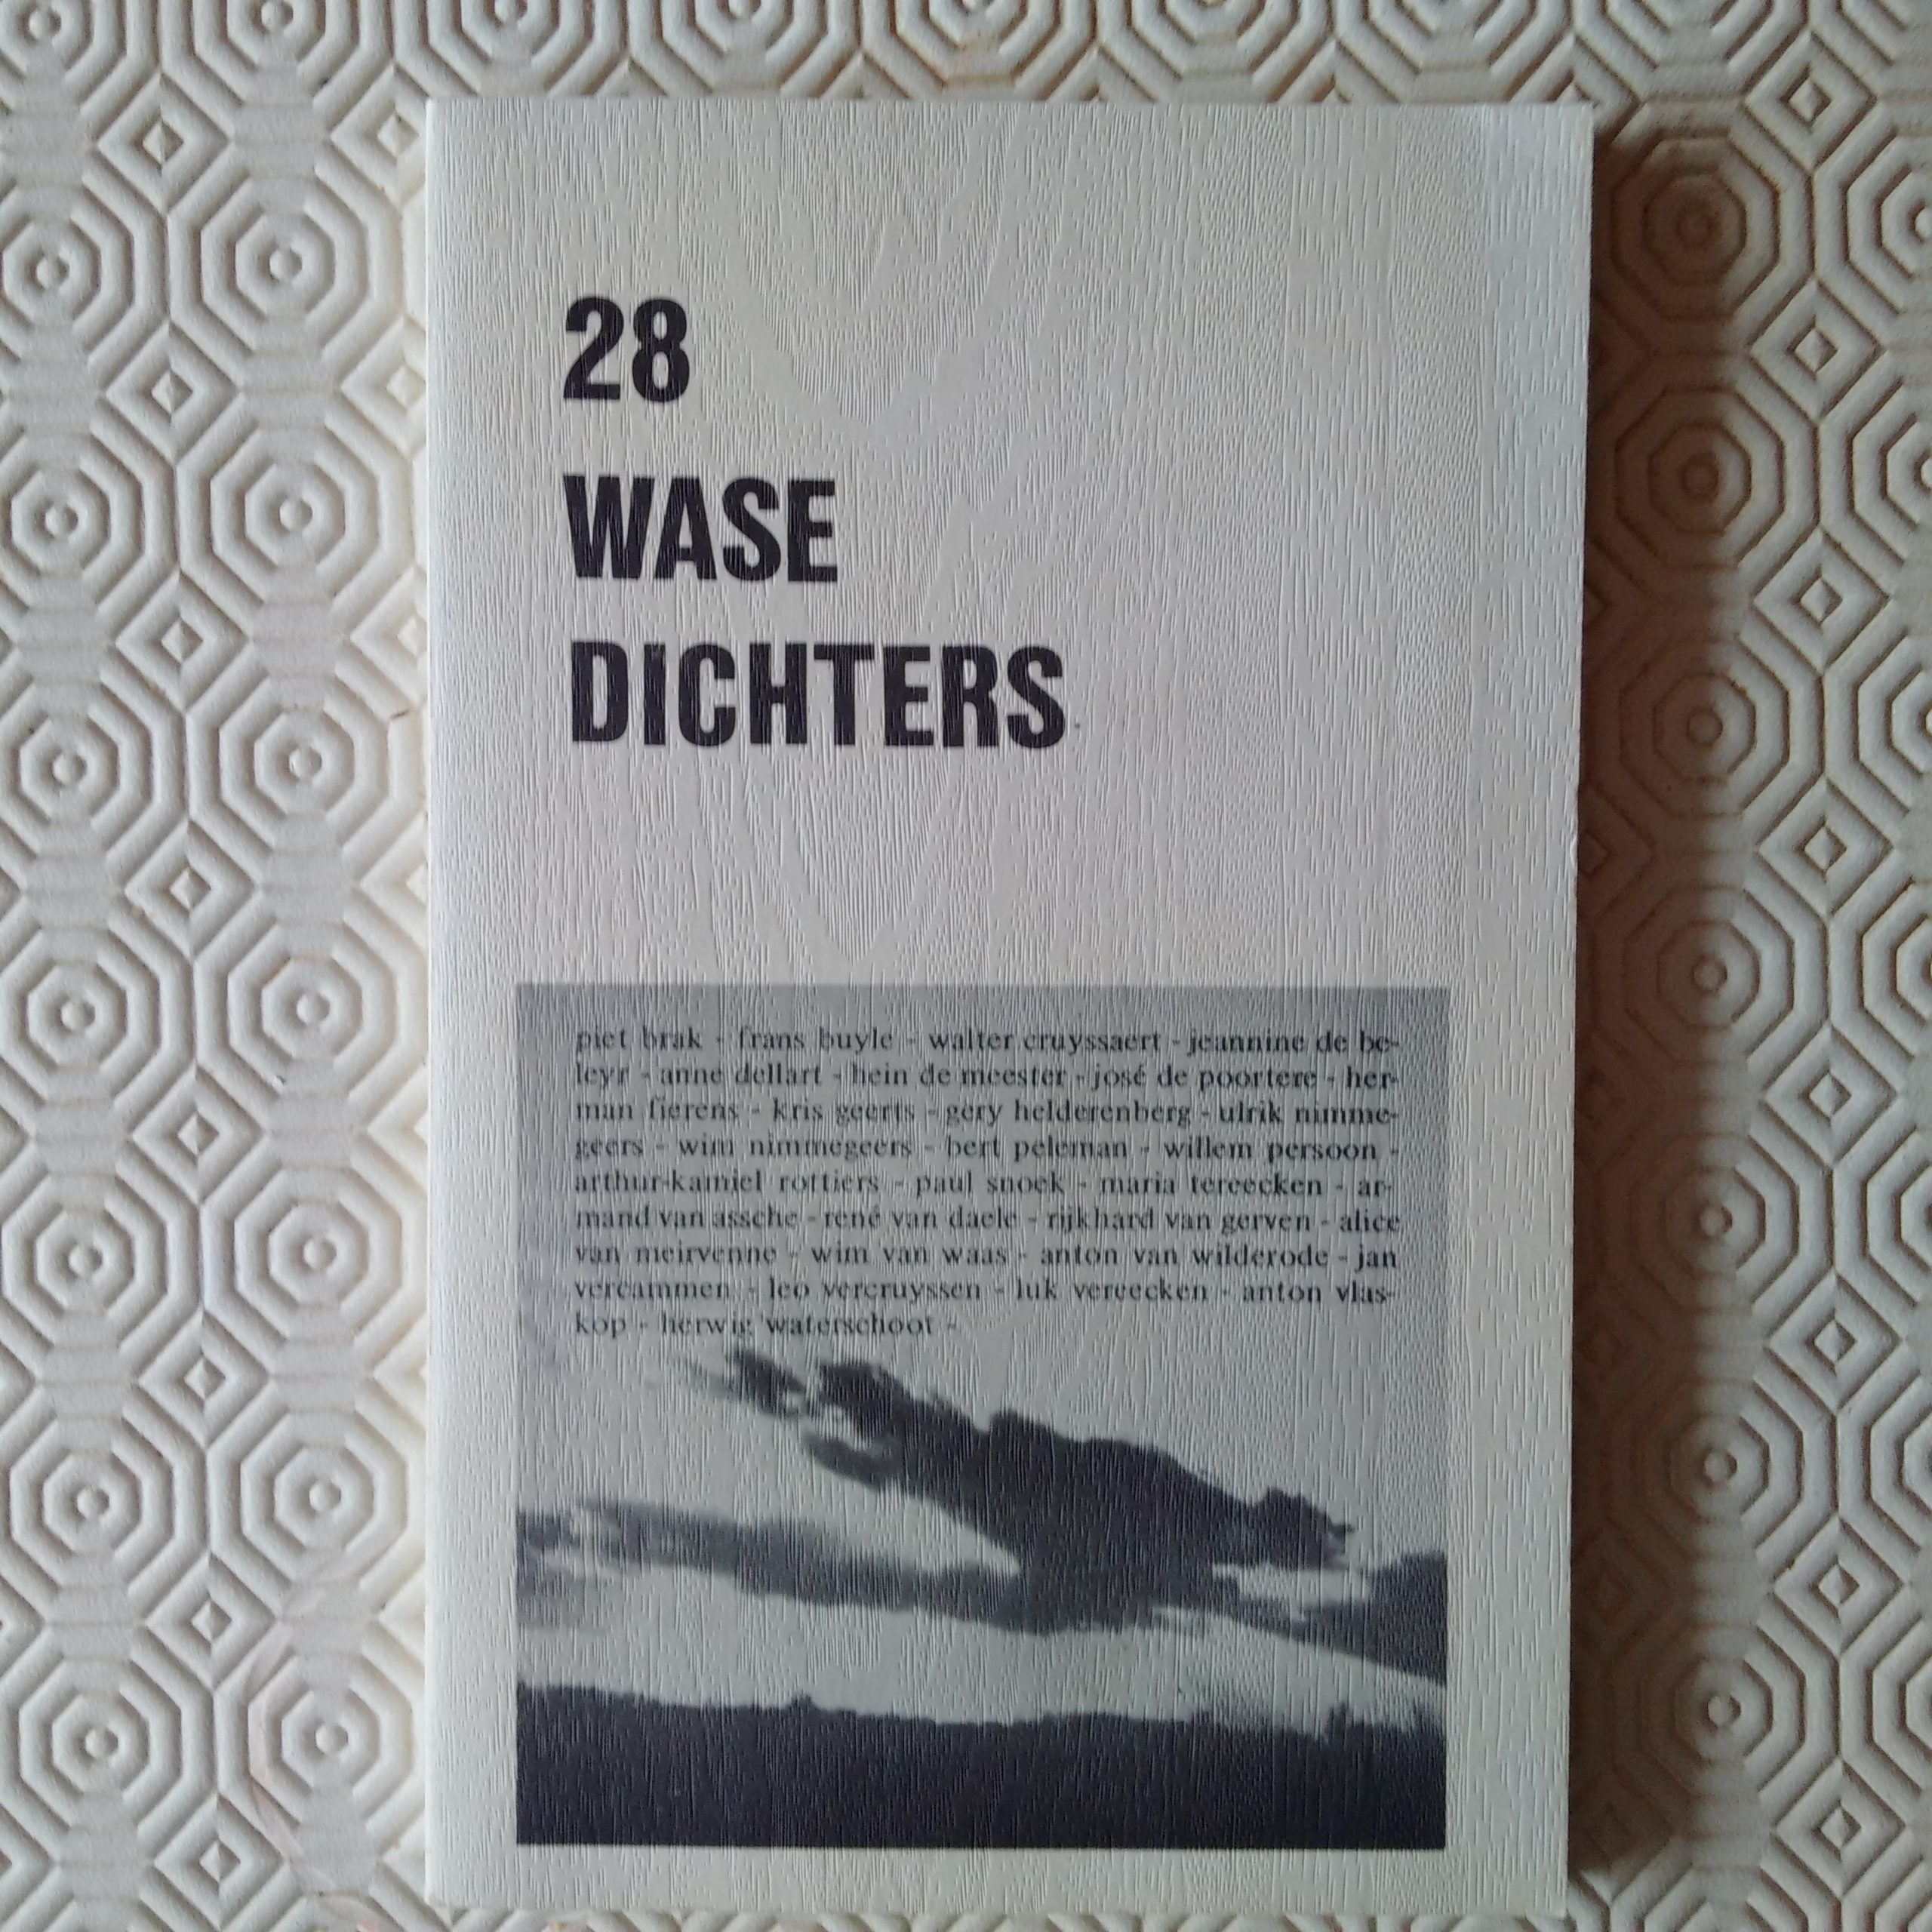 28
WASE
DICHTERS
piet brak - frans buyle - walter cruyssaert - jeannine de be-
leyr - anne dellart - hein de meester - josé de poortere - her-
man fierens - kris geerts - gery helderenberg - ulrik nimme-
geers - wim nimmegeers - bert peleman - willem persoon -
arthur-kamiel rottiers - paul snoek - maria tereecken - ar-
mand van assche - rené van daele - rijkhard van gerven - alice
van meirvenne - wim van waas - anton van wilderode - jan
vercammen - leo vercruyssen - luk vereecken - anton vlas-
kop - herwig waterschoot -